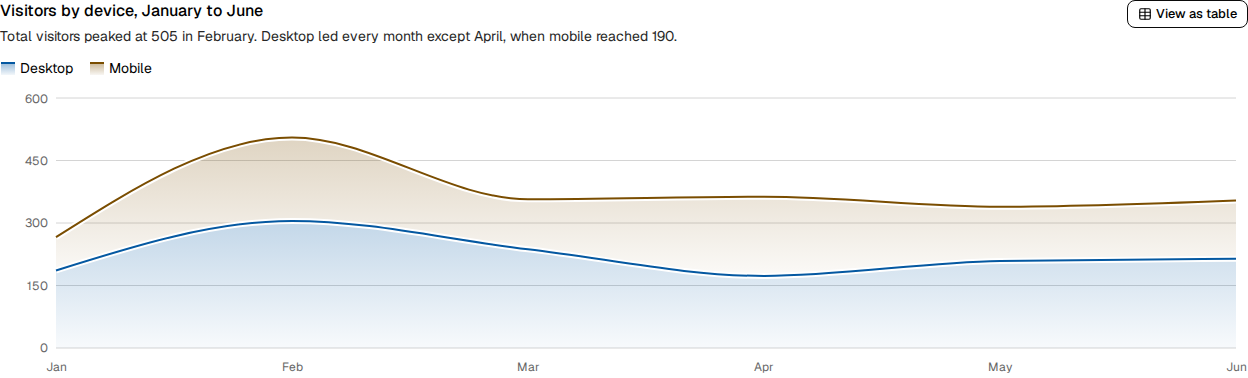 Visitors by device, January to June
View as table
Total visitors peaked at 505 in February. Desktop led every month except April, when mobile reached 190.
Desktop Mobile
600
450
300
150
0
Jan Feb Mar Apr May Jun